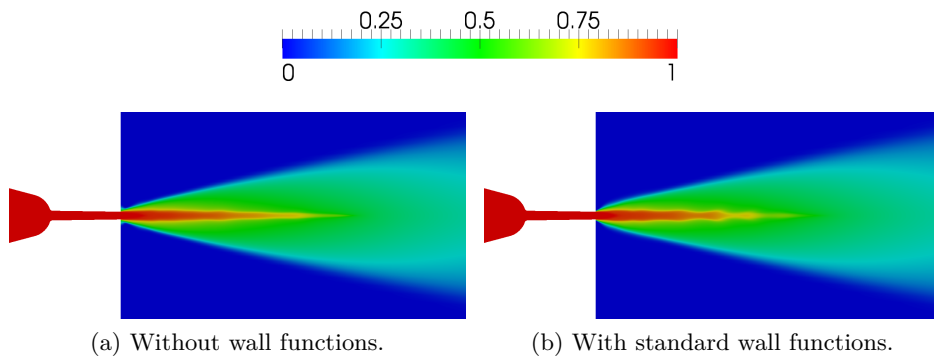 0.25 0.5 0.75
0 1
(a) Without wall functions.
(b) With standard wall functions.